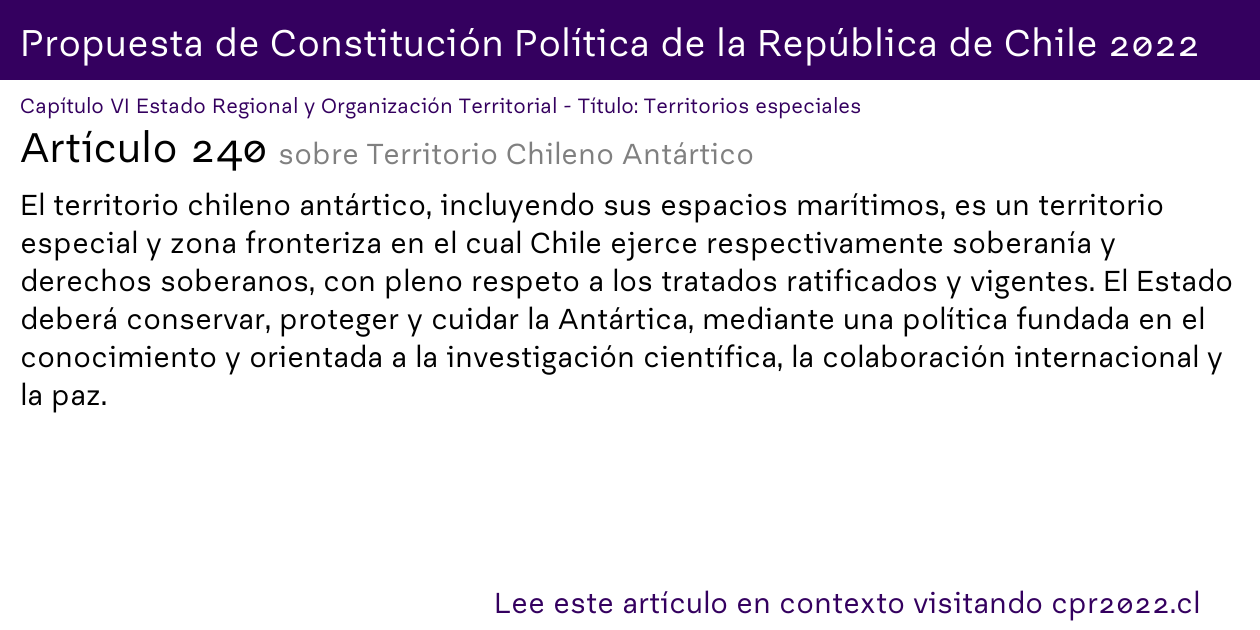 Propuesta de Constitución Política de la República de Chile 2022
Capítulo VI Estado Regional y Organización Territorial - Título: Territorios especiales
Artículo 240 sobre Territorio Chileno Antártico
El territorio chileno antártico, incluyendo sus espacios marítimos, es un territorio
especial y zona fronteriza en el cual Chile ejerce respectivamente soberanía y
derechos soberanos, con pleno respeto a los tratados ratificados y vigentes. El Estado
deberá conservar, proteger y cuidar la Antártica, mediante una política fundada en el
conocimiento y orientada a la investigación científica, la colaboración internacional y
la paz.
Lee este artículo en contexto visitando cpr2022.cl